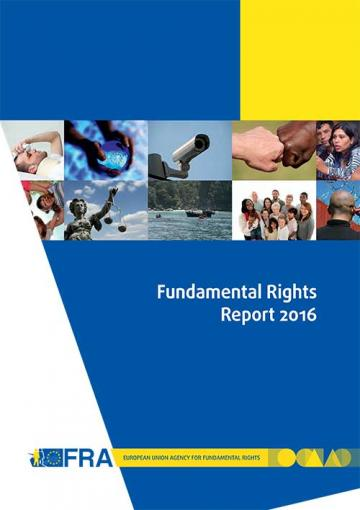 Fundamental Rights
Report 2016
FRA
EUROPEAN UNION AGENCY FOR FUNDAMENTAL RIGHTS